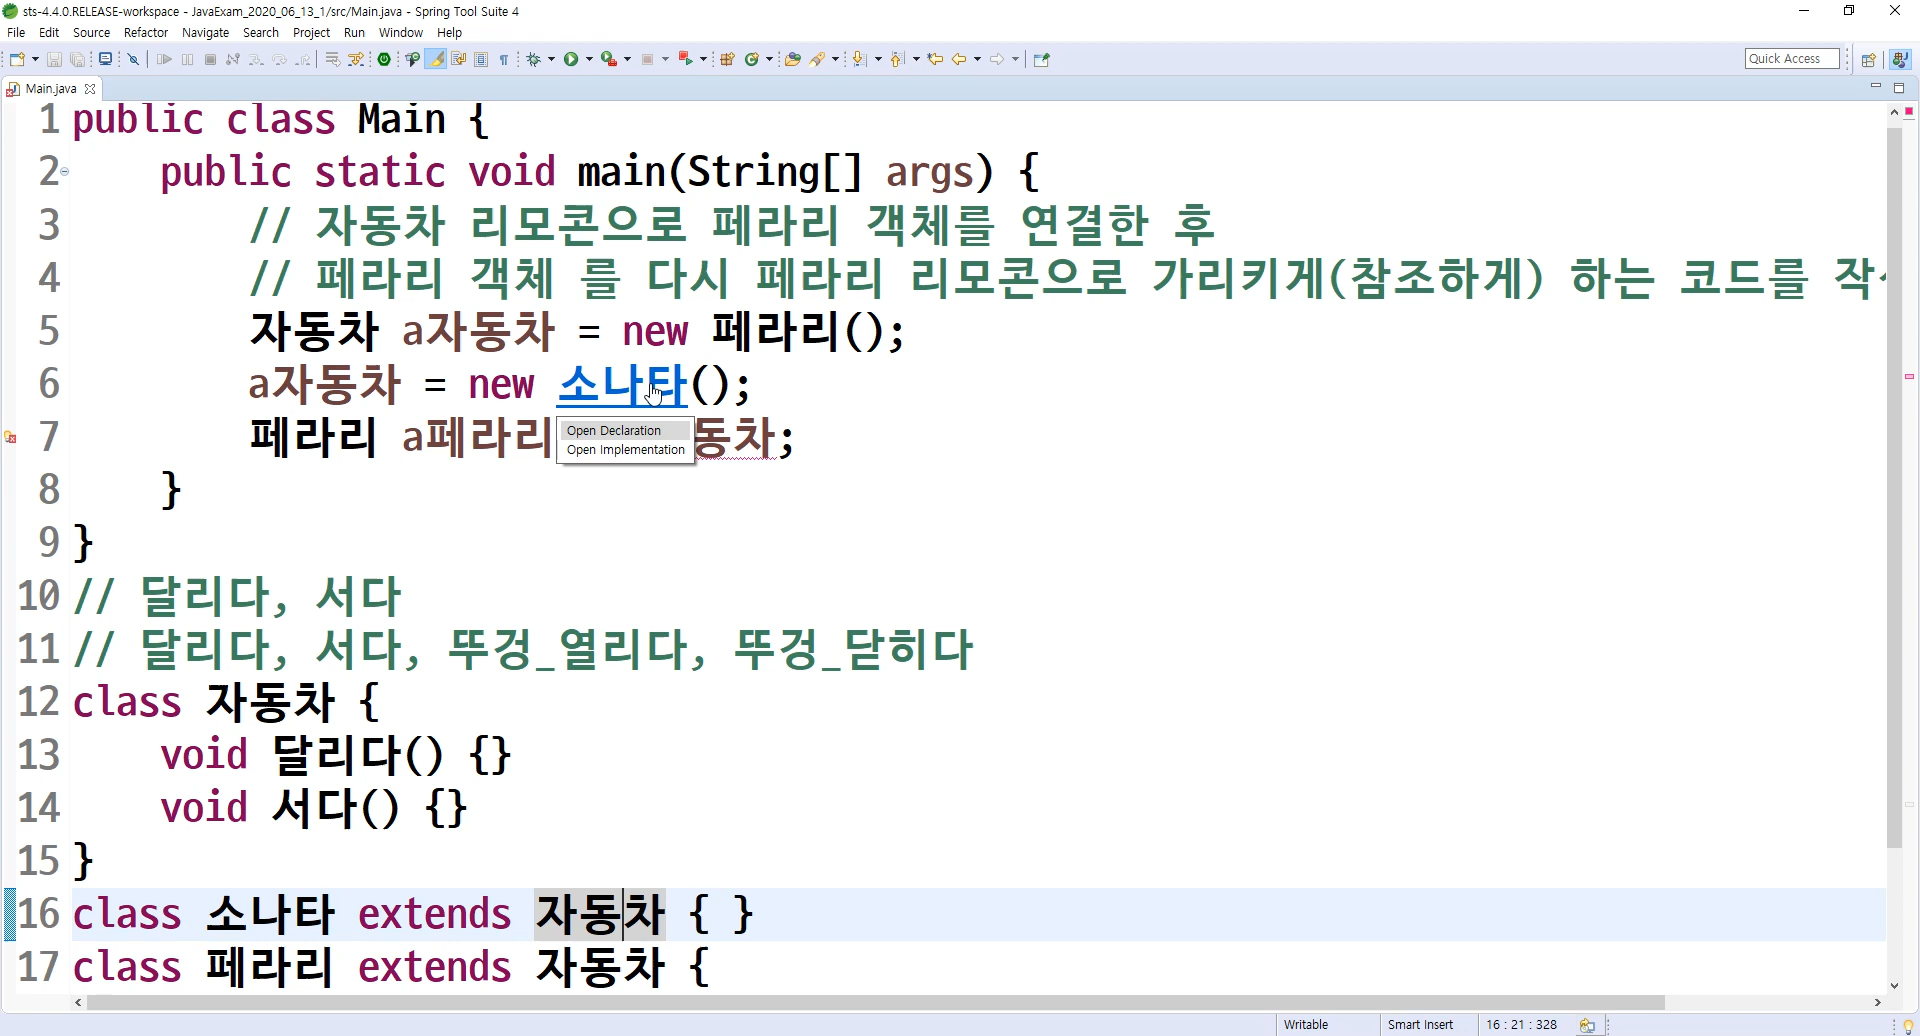 sts-4.4.0.RELEASE-workspace - JavaExam_2020_06_13_1/src/Main.java - Spring Tool Suite 4
File Edit Source Refactor Navigate Search Project Run Window Help
Quick Access
Main.java
1 public class Main {
2 public static void main(String[] args) {
3 // 자동차 리모콘으로 페라리 객체를 연결한 후
4 // 페라리 객체 를 다시 페라리 리모콘으로 가리키게(참조하게) 하는 코드를 작
5 자동차 a자동차 = new 페라리();
6 a자동차 = new 소나타();
7 페라리 a페라리 동차;
Open Declaration
Open Implementation
8 }
9 }
10 // 달리다, 서다
11 // 달리다, 서다, 뚜겅_열리다, 뚜겅_닫히다
12 class 자동차 {
13 void 달리다() {}
14 void 서다() {}
15 }
16 class 소나타 extends 자동차 { }
17 class 페라리 extends 자동차 {
Writable Smart Insert 16 : 21 : 328